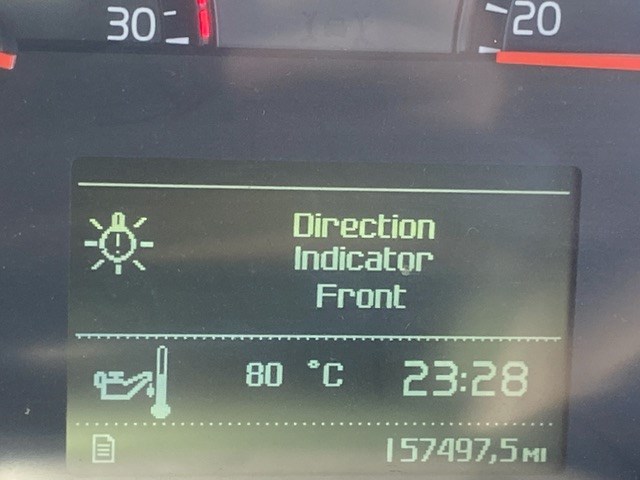 30
20
Direction
Indicator
Front
80 °C
23:28
157497,5 MI